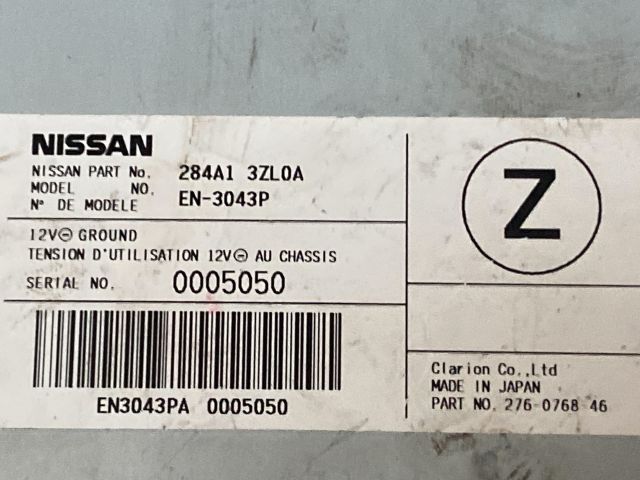 NISSAN
NISSAN PART No. 284A1 3ZL0A
MODEL NO. EN-3043P
N° DE MODELE
12V⊖ GROUND
TENSION D'UTILISATION 12V⊖ AU CHASSIS
SERIAL NO. 0005050
EN3043PA 0005050
Z
Clarion Co.,Ltd
MADE IN JAPAN
PART NO. 276-0768-46